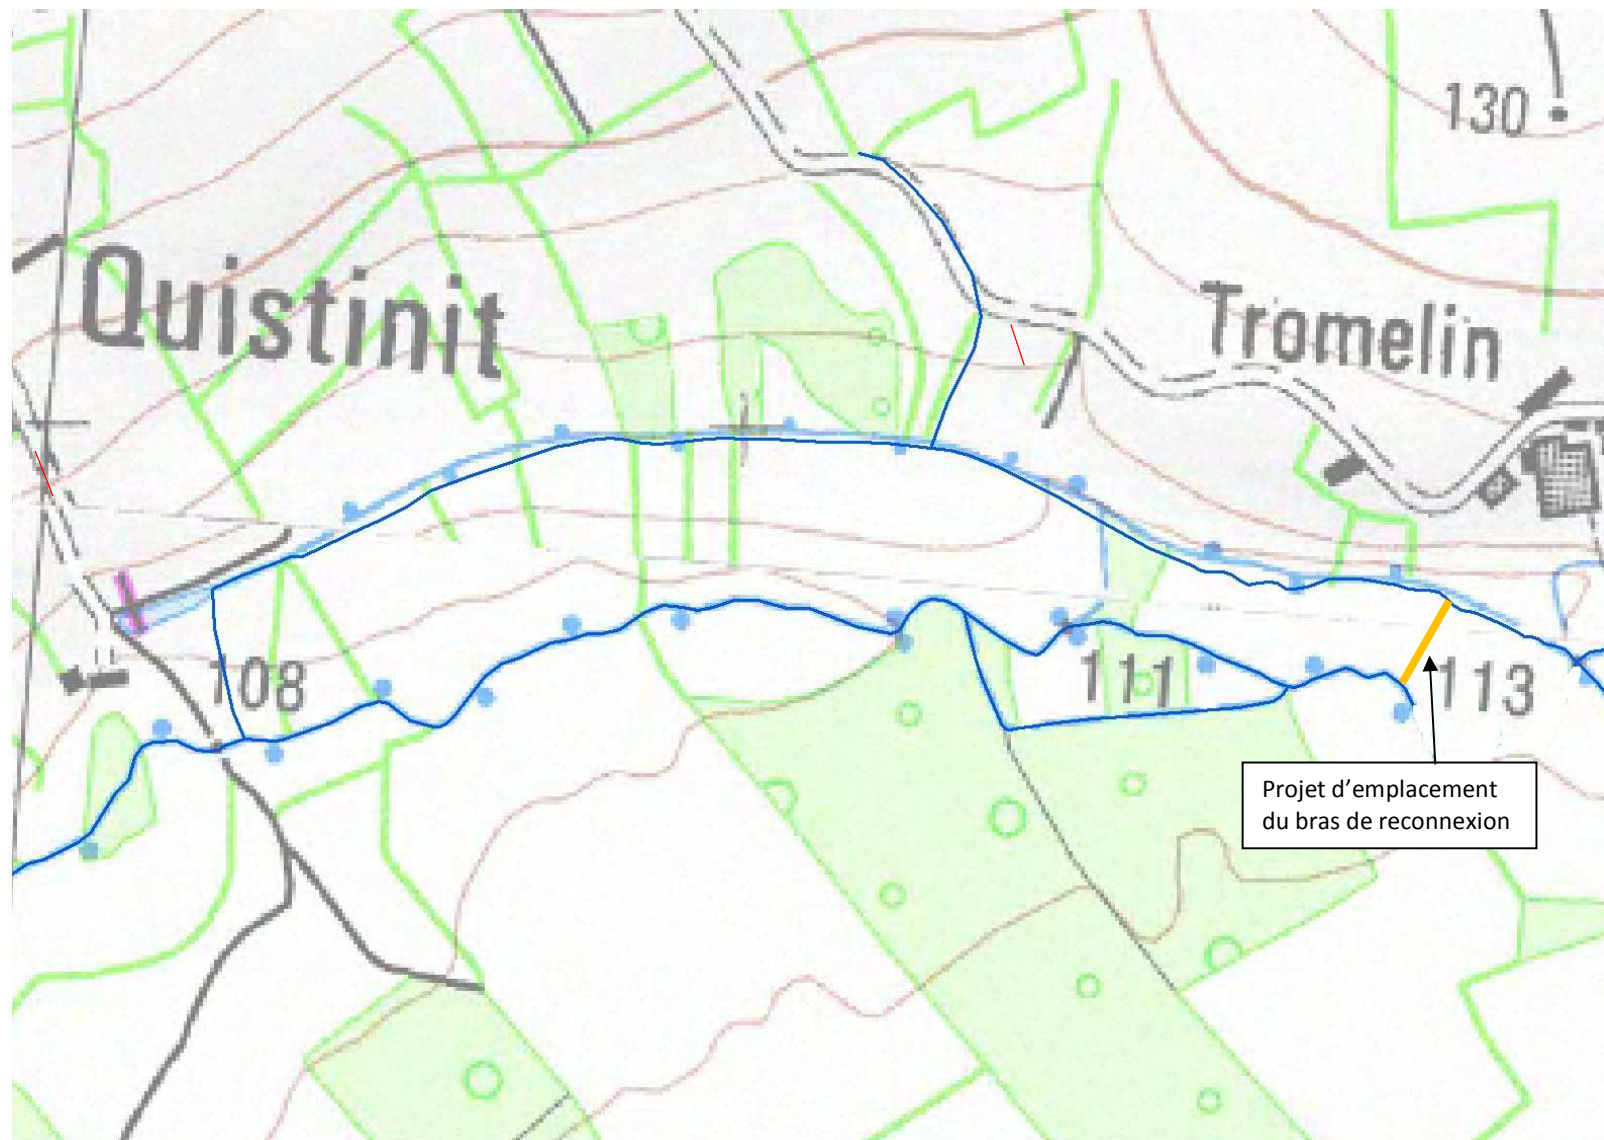 130
Quistinit
Tromelin
108
111
113
Projet d’emplacement
du bras de reconnexion